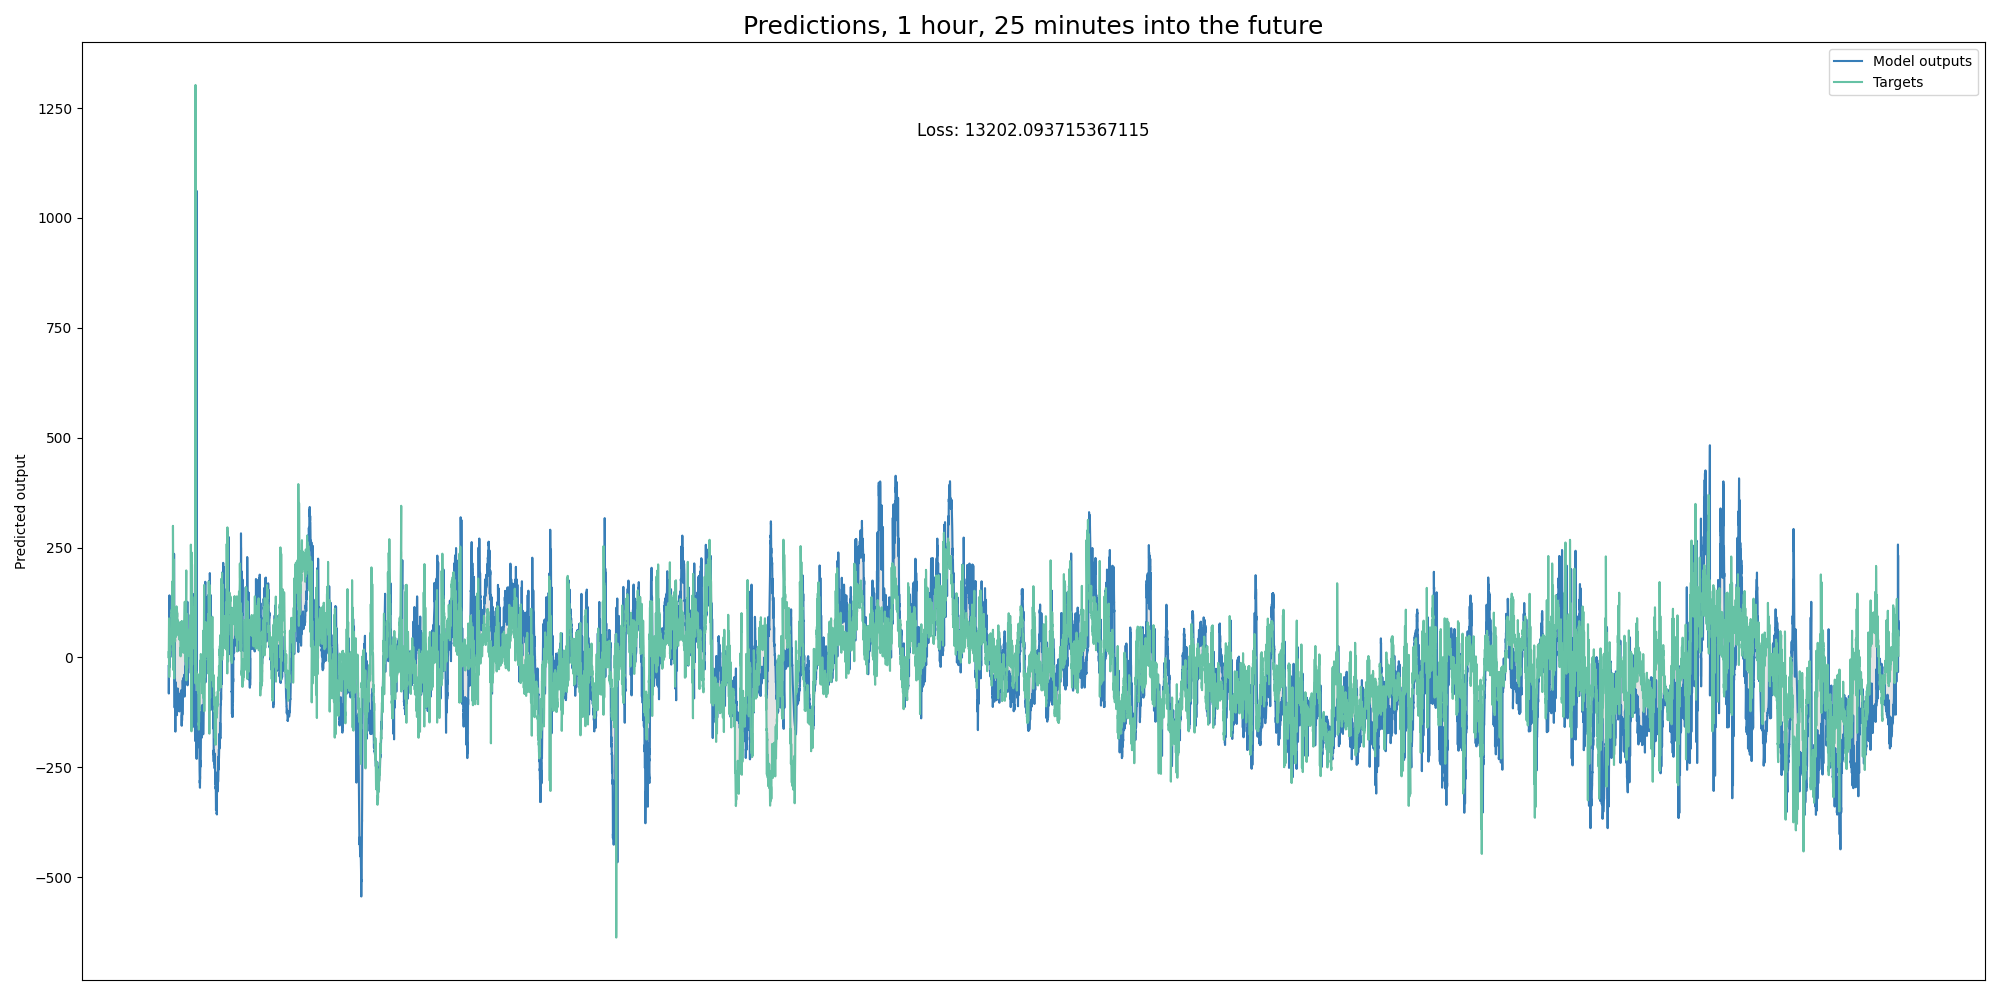 Predictions, 1 hour, 25 minutes into the future
Model outputs
Targets
Loss: 13202.093715367115
Predicted output
1250
1000
750
500
250
0
−250
−500